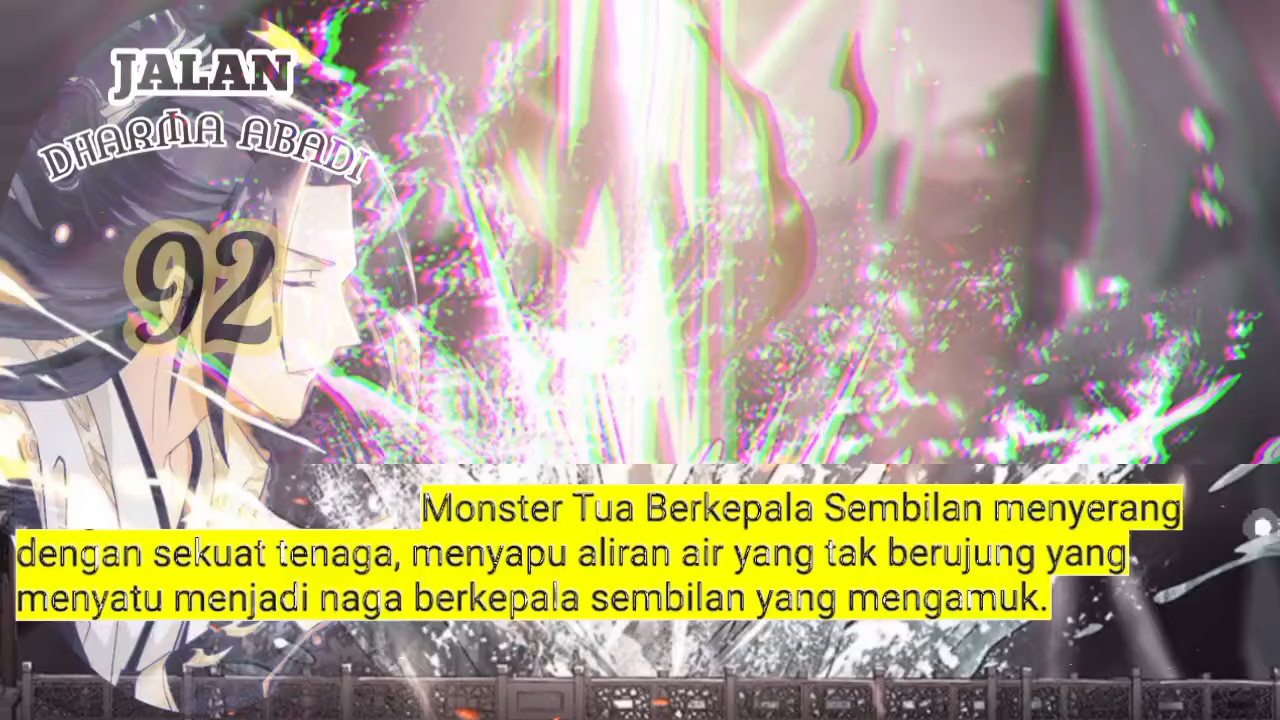 JALAN
DHARMA ABADI
92
Monster Tua Berkepala Sembilan menyerang
dengan sekuat tenaga, menyapu aliran air yang tak berujung yang
menyatu menjadi naga berkepala sembilan yang mengamuk.